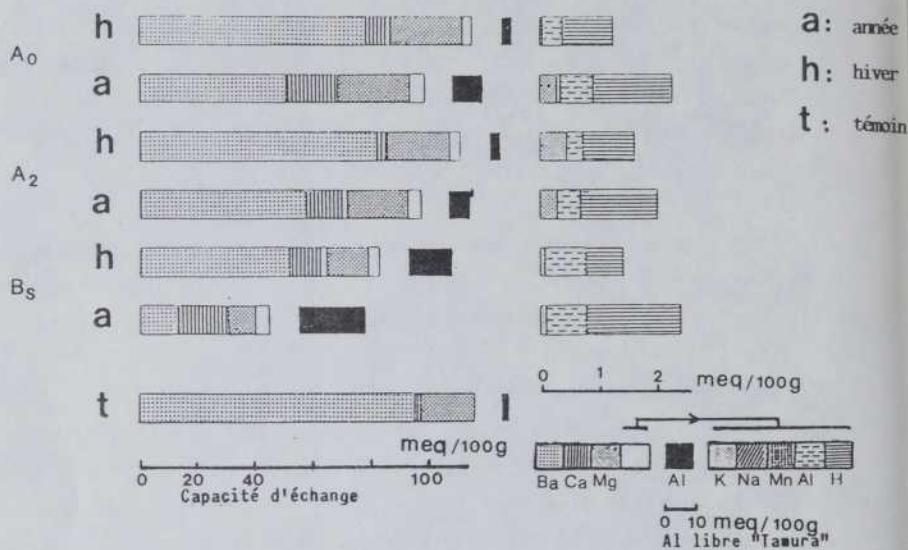 h
a : année
A₀
a
h : hiver
h
t : témoin
A₂
a
h
Bs
a
0 1 2 meq/100g
t
meq/100g
Ba Ca Mg Al K Na Mn Al H
0 20 40 100
Capacité d'échange
0 10 meq/100g
Al libre "Tamura"